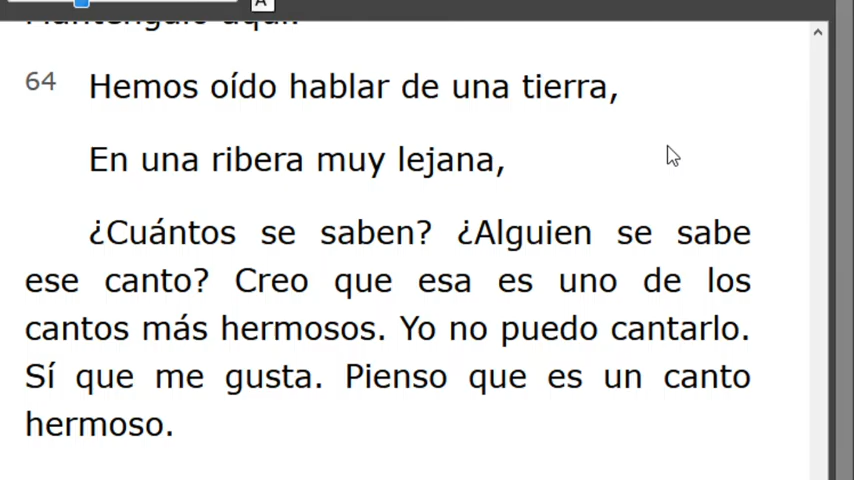 Manténgalo aquí.
64 Hemos oído hablar de una tierra,
En una ribera muy lejana,
¿Cuántos se saben? ¿Alguien se sabe
ese canto? Creo que esa es uno de los
cantos más hermosos. Yo no puedo cantarlo.
Sí que me gusta. Pienso que es un canto
hermoso.